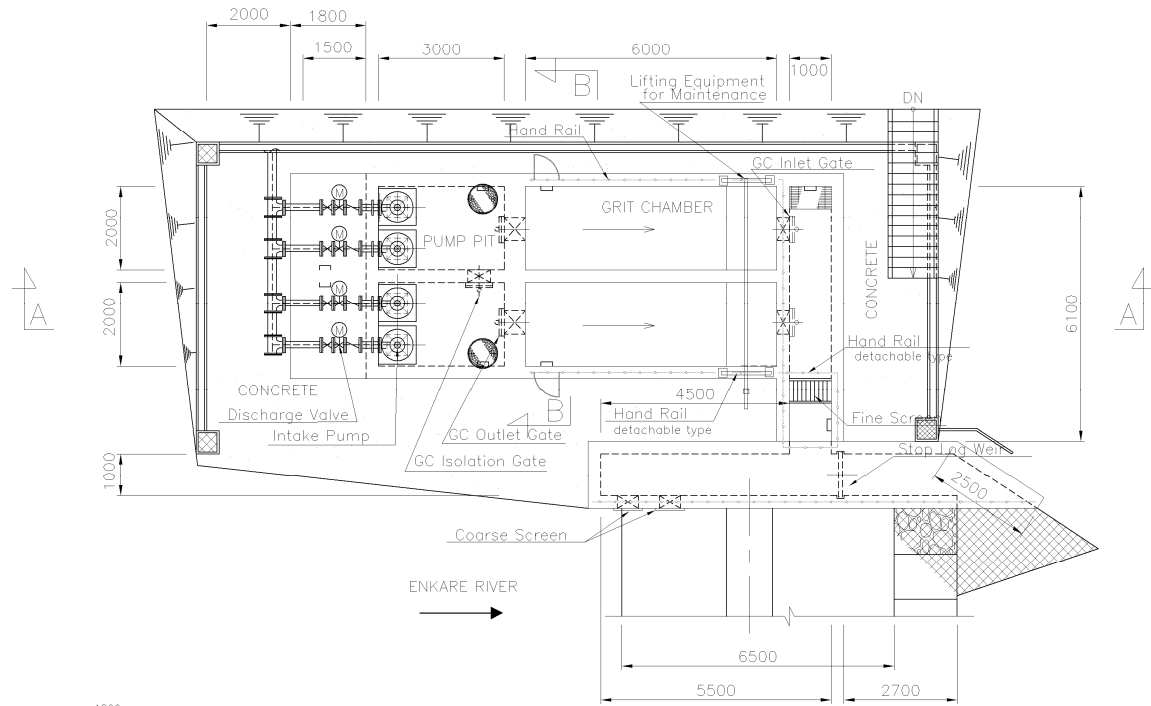 2000
1800
1500
3000
6000
1000
B
Lifting Equipment
for Maintenance
DN
Hand Rail
GC Inlet Gate
M
GRIT CHAMBER
2000
PUMP PIT
M
CONCRETE
A
A
M
2000
6100
M
Hand Rail
detachable type
CONCRETE
4500
Discharge Valve
B
Hand Rail
detachable type
Fine Scre
Intake Pump
GC Outlet Gate
GC Isolation Gate
Stop Log Weir
1000
2500
Coarse Screen
ENKARE RIVER
6500
5500
2700